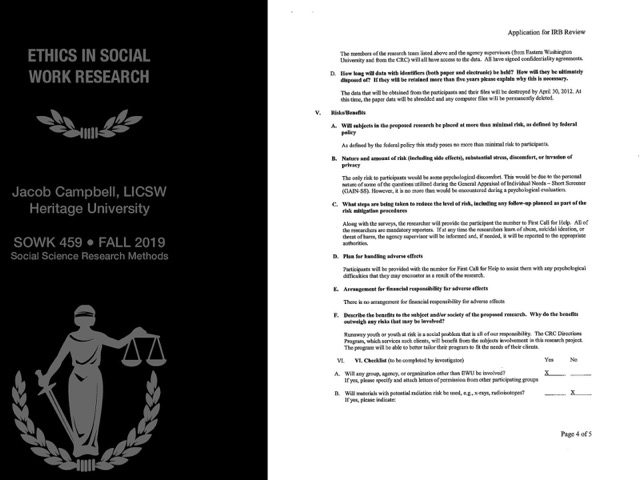 ETHICS IN SOCIAL
WORK RESEARCH
Jacob Campbell, LICSW
Heritage University
SOWK 459 ● FALL 2019
Social Science Research Methods
Application for IRB Review
The members of the research team listed above and the agency supervisors (from Eastern Washington
University and from the CRC) will all have access to the data. All have signed confidentiality agreements.
D. How long will data with identifiers (both paper and electronic) be held? How will they be ultimately
disposed of? If they will be retained more than five years please explain why this is necessary.
The data that will be obtained from the participants and their files will be destroyed by April 30, 2012. At
this time, the paper data will be shredded and any computer files will be permanently deleted.
V. Risks/Benefits
A. Will subjects in the proposed research be placed at more than minimal risk, as defined by federal
policy
As defined by the federal policy this study poses no more than minimal risk to participants.
B. Nature and amount of risk (including side effects), substantial stress, discomfort, or invasion of
privacy
The only risk to participants would be some psychological discomfort. This would be due to the personal
nature of some of the questions utilized during the General Appraisal of Individual Needs – Short Screener
(GAIN-SS). However, it is no more than would be encountered during a psychological evaluation.
C. What steps are being taken to reduce the level of risk, including any follow-up planned as part of the
risk mitigation procedures
Along with the surveys, the researcher will provide the participant the number to First Call for Help. All of
the researchers are mandatory reporters. If at any time the researchers learn of abuse, suicidal ideation, or
threat of harm, the agency supervisor will be informed and, if needed, it will be reported to the appropriate
authorities.
D. Plan for handling adverse effects
Participants will be provided with the number for First Call for Help to assist them with any psychological
difficulties that they may encounter as a result of the research.
E. Arrangement for financial responsibility for adverse effects
There is no arrangement for financial responsibility for adverse effects
F. Describe the benefits to the subject and/or society of the proposed research. Why do the benefits
outweigh any risks that may be involved?
Runaway youth or youth at risk is a social problem that is all of our responsibility. The CRC Directions
Program, which services such clients, will benefit from the subjects involvement in this research project.
The program will be able to better tailor their program to fit the needs of their clients.
VI. VI. Checklist (to be completed by investigator) Yes No
A. Will any group, agency, or organization other than EWU be involved? X
If yes, please specify and attach letters of permission from other participating groups
B. Will materials with potential radiation risk be used, e.g., x-rays, radioisotopes? X
If yes, please indicate:
Page 4 of 5